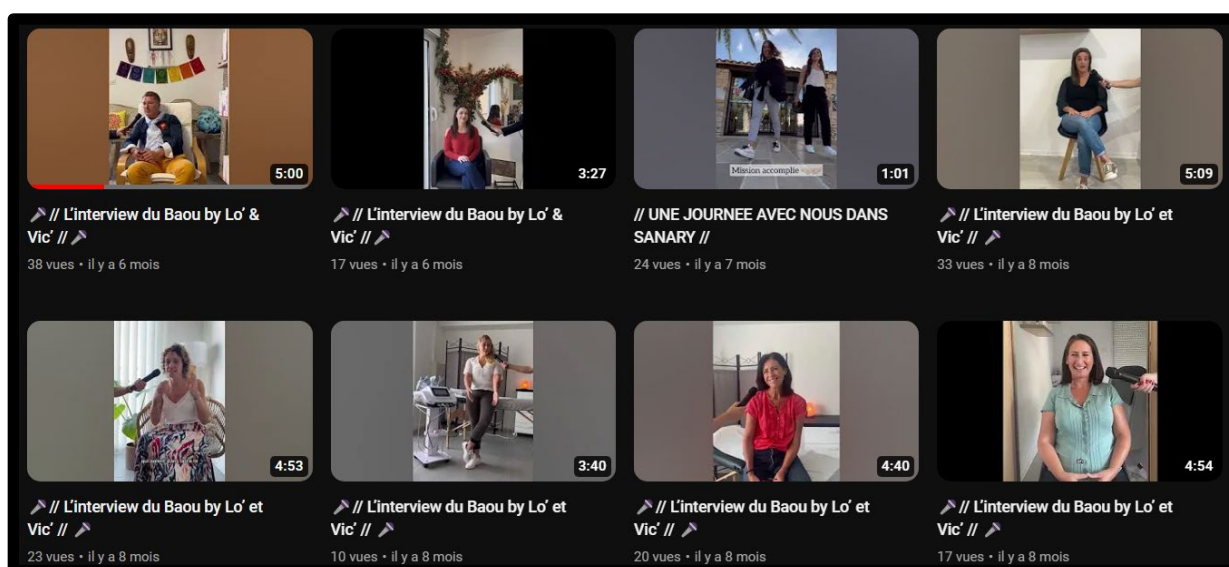 5:00
3:27
Mission accomplie
1:01
5:09
🎤 // L'interview du Baou by Lo' &
Vic' // 🎤
38 vues • il y a 6 mois
🎤 // L'interview du Baou by Lo' &
Vic' // 🎤
17 vues • il y a 6 mois
// UNE JOURNEE AVEC NOUS DANS
SANARY //
24 vues • il y a 7 mois
🎤 // L'interview du Baou by Lo' et
Vic' // 🎤
33 vues • il y a 8 mois
4:53
3:40
4:40
4:54
🎤 // L'interview du Baou by Lo' et
Vic' // 🎤
23 vues • il y a 8 mois
🎤 // L'interview du Baou by Lo' et
Vic' // 🎤
10 vues • il y a 8 mois
🎤 // L'interview du Baou by Lo' et
Vic' // 🎤
20 vues • il y a 8 mois
🎤 // L'interview du Baou by Lo' et
Vic' // 🎤
17 vues • il y a 8 mois